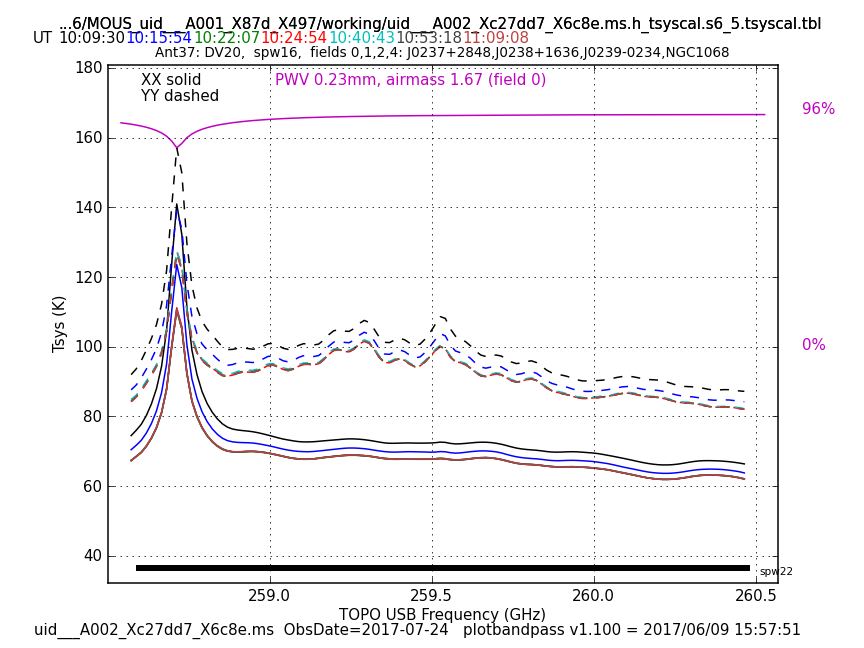 ...6/MOUS_uid___A001_X87d_X497/working/uid___A002_Xc27dd7_X6c8e.ms.h_tsyscal.s6_5.tsyscal.tbl
UT 10:09:30 10:15:54 10:22:07 10:24:54 10:40:43 10:53:18 11:09:08
Ant37: DV20, spw16, fields 0,1,2,4: J0237+2848,J0238+1636,J0239-0234,NGC1068
180
XX solid
PWV 0.23mm, airmass 1.67 (field 0)
YY dashed
96%
160
140
120
Tsys (K)
100
0%
80
60
40
spw22
259.0 259.5 260.0 260.5
TOPO USB Frequency (GHz)
uid___A002_Xc27dd7_X6c8e.ms ObsDate=2017-07-24 plotbandpass v1.100 = 2017/06/09 15:57:51